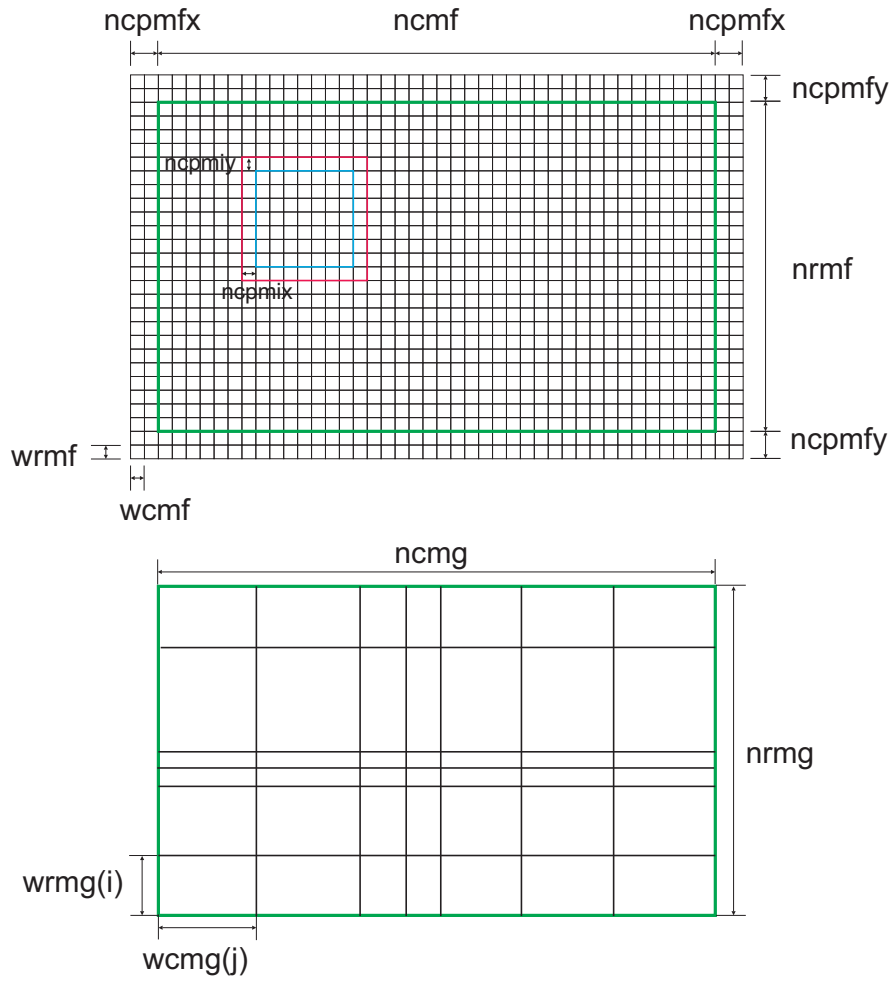 ncpmfx
ncmf
ncpmfx
ncpmfy
ncpmiy
nrmf
ncpmix
ncpmfy
wrmf
wcmf
ncmg
nrmg
wrmg(i)
wcmg(j)